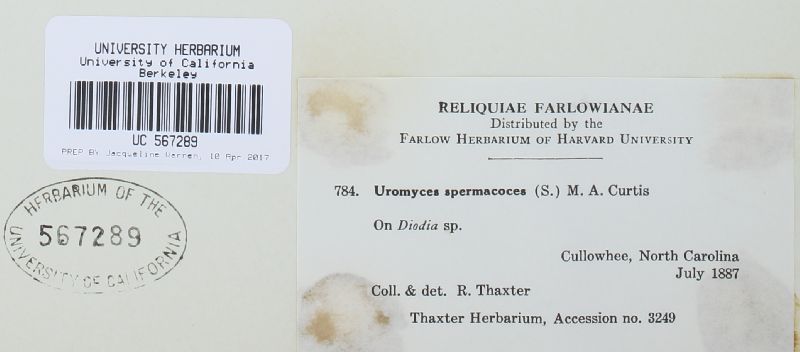 UNIVERSITY HERBARIUM
University of California
Berkeley
UC 567289
PREP BY Jacqueline Warren, 10 Apr 2017
HERBARIUM OF THE
567289
UNIVERSITY OF CALIFORNIA
RELIQUIAE FARLOWIANAE
Distributed by the
FARLOW HERBARIUM OF HARVARD UNIVERSITY
784. Uromyces spermacoces (S.) M. A. Curtis
On Diodia sp.
Cullowhee, North Carolina
July 1887
Coll. & det. R. Thaxter
Thaxter Herbarium, Accession no. 3249